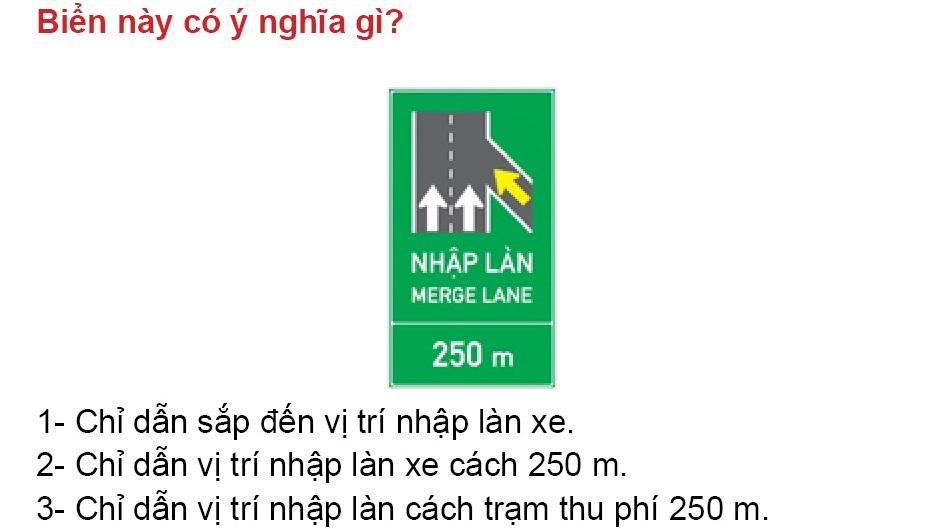 Biển này có ý nghĩa gì?
NHẬP LÀN
MERGE LANE
250 m
1- Chỉ dẫn sắp đến vị trí nhập làn xe.
2- Chỉ dẫn vị trí nhập làn xe cách 250 m.
3- Chỉ dẫn vị trí nhập làn cách trạm thu phí 250 m.